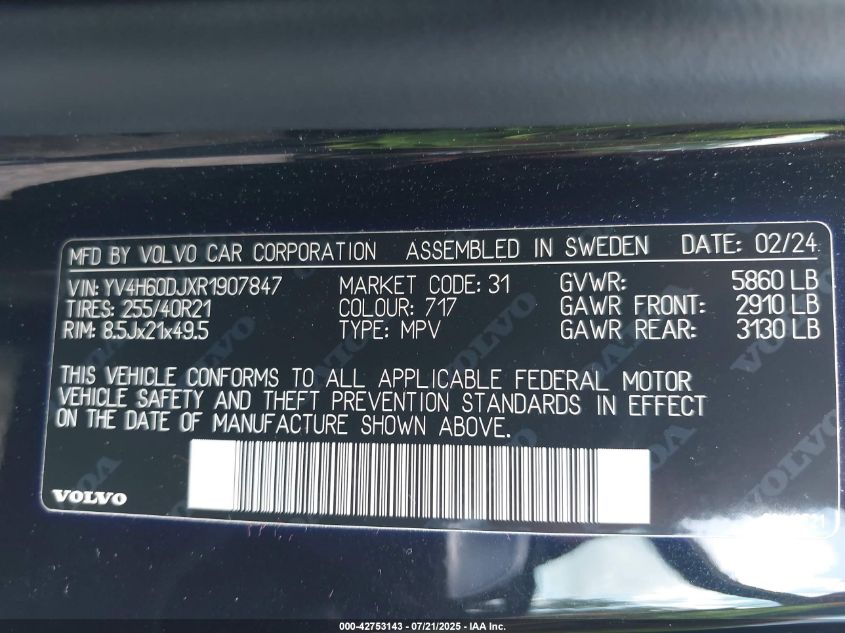 MFD BY VOLVO CAR CORPORATION ASSEMBLED IN SWEDEN DATE: 02/24
VIN: YV4H60DJXR1907847 MARKET CODE: 31 GVWR: 5860 LB
TIRES: 255/40R21 COLOUR: 717 GAWR FRONT: 2910 LB
RIM: 8.5Jx21x49.5 TYPE: MPV GAWR REAR: 3130 LB
THIS VEHICLE CONFORMS TO ALL APPLICABLE FEDERAL MOTOR
VEHICLE SAFETY AND THEFT PREVENTION STANDARDS IN EFFECT
ON THE DATE OF MANUFACTURE SHOWN ABOVE.
VOLVO
000-42753143 - 07/21/2025 - IAA Inc.